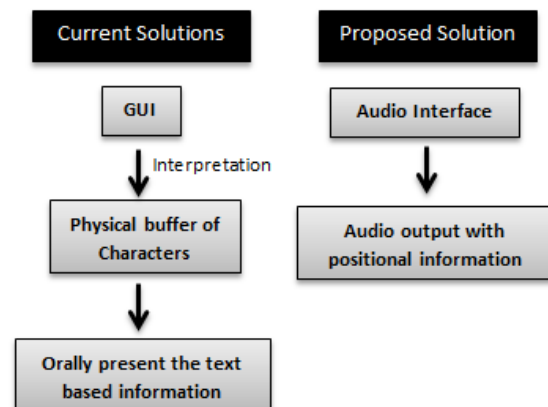 Current Solutions
GUI
Interpretation
Physical buffer of
Characters
Orally present the text
based information
Proposed Solution
Audio Interface
Audio output with
positional information